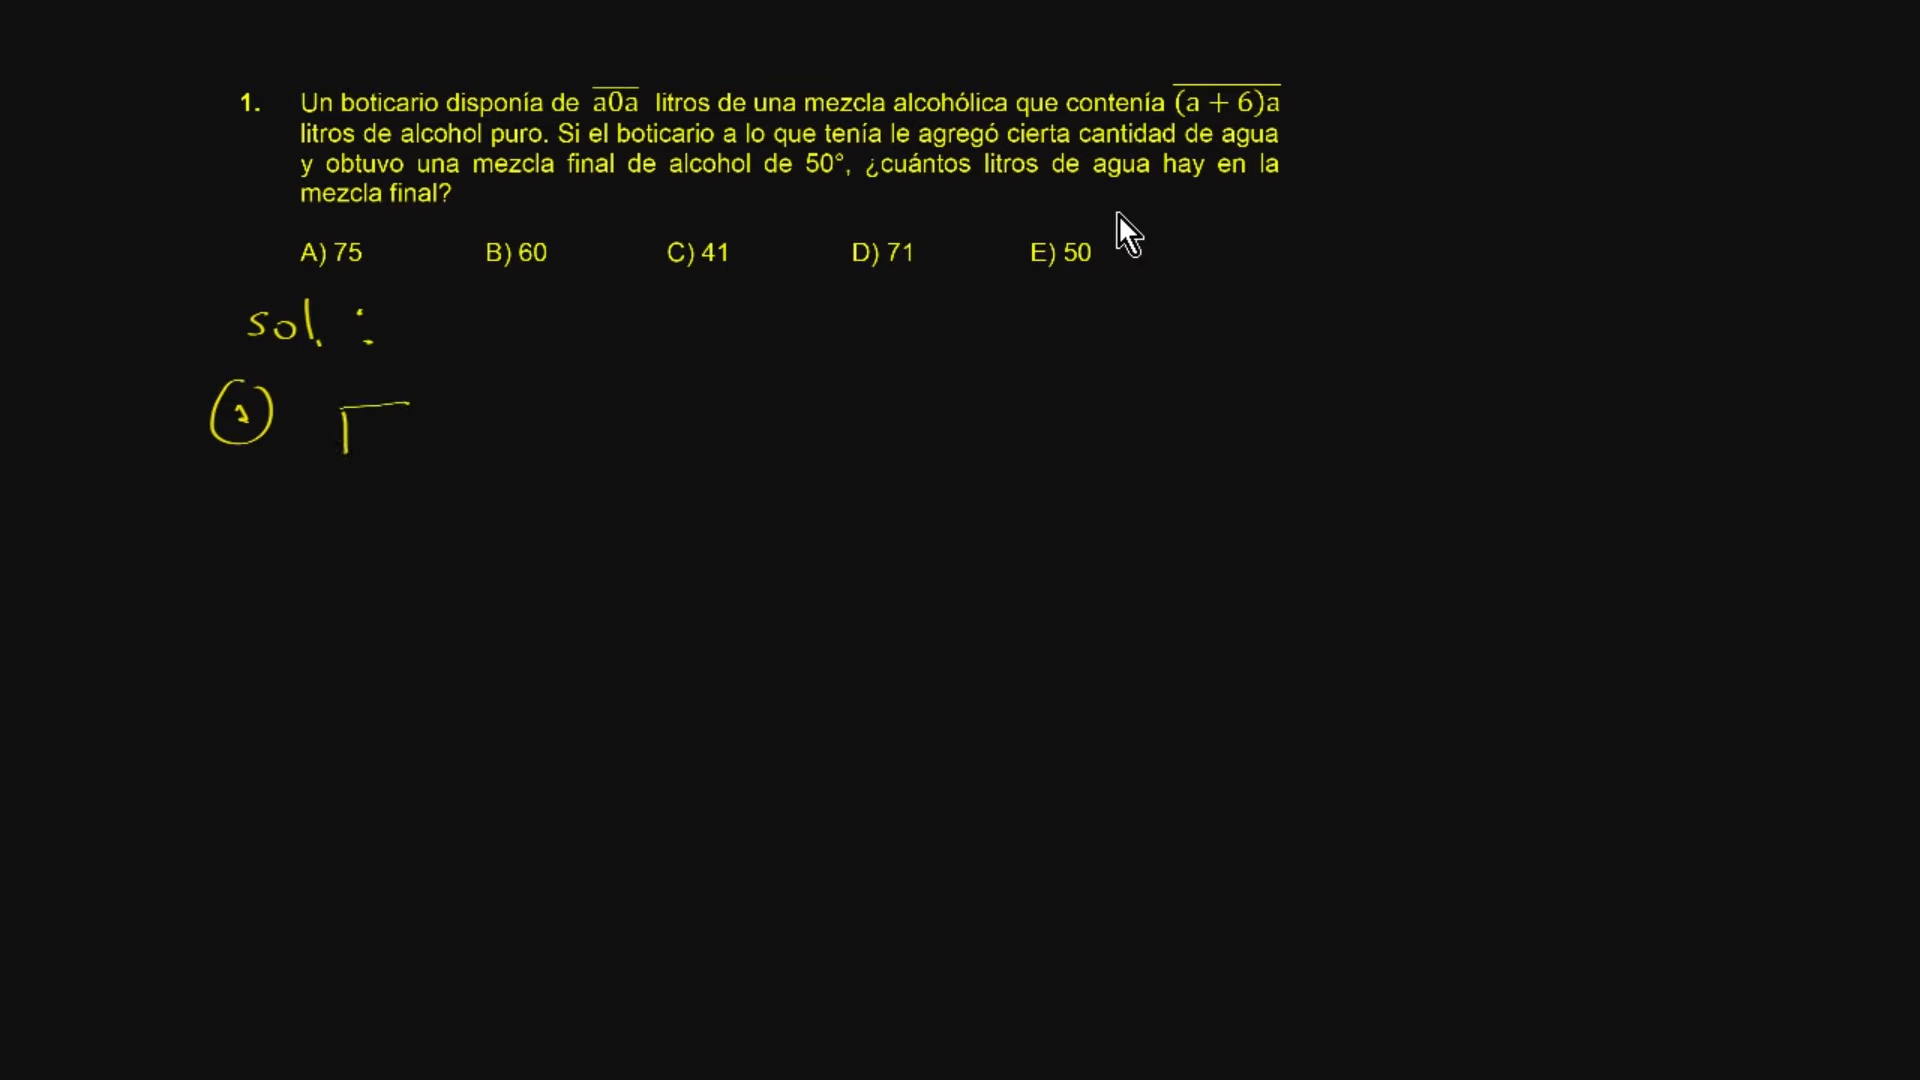 1. Un boticario disponía de a0a litros de una mezcla alcohólica que contenía (a + 6)a
litros de alcohol puro. Si el boticario a lo que tenía le agregó cierta cantidad de agua
y obtuvo una mezcla final de alcohol de 50°, ¿cuántos litros de agua hay en la
mezcla final?
A) 75 B) 60 C) 41 D) 71 E) 50
sol :